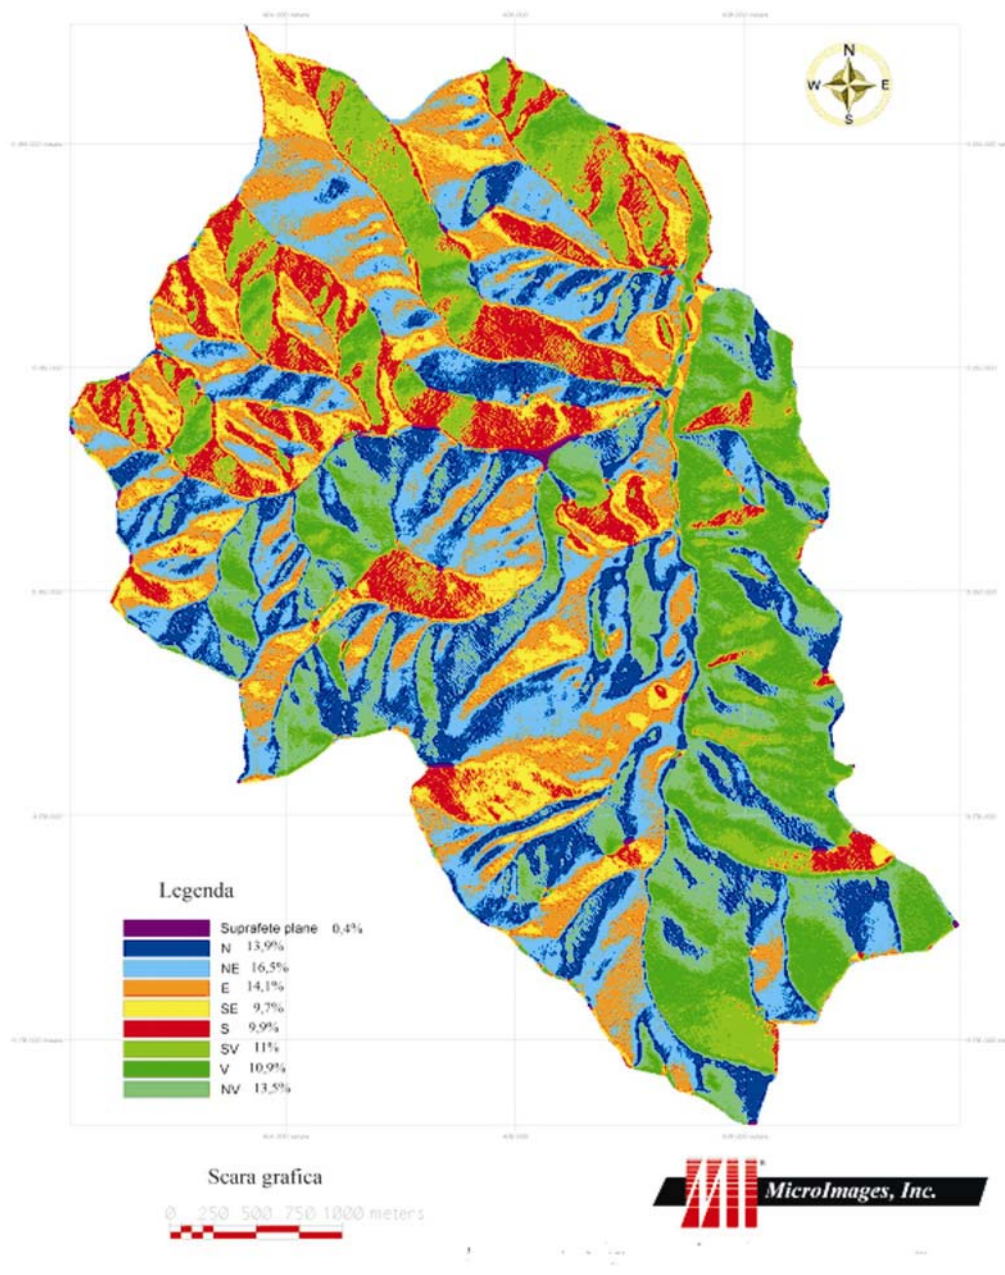 N
W E
S
Legenda
Suprafete plane 0,4%
N 13,9%
NE 16,5%
E 14,1%
SE 9,7%
S 9,9%
SV 11%
V 10,9%
NV 13,5%
Scara grafica
0 250 500 750 1000 meters
MicroImages, Inc.